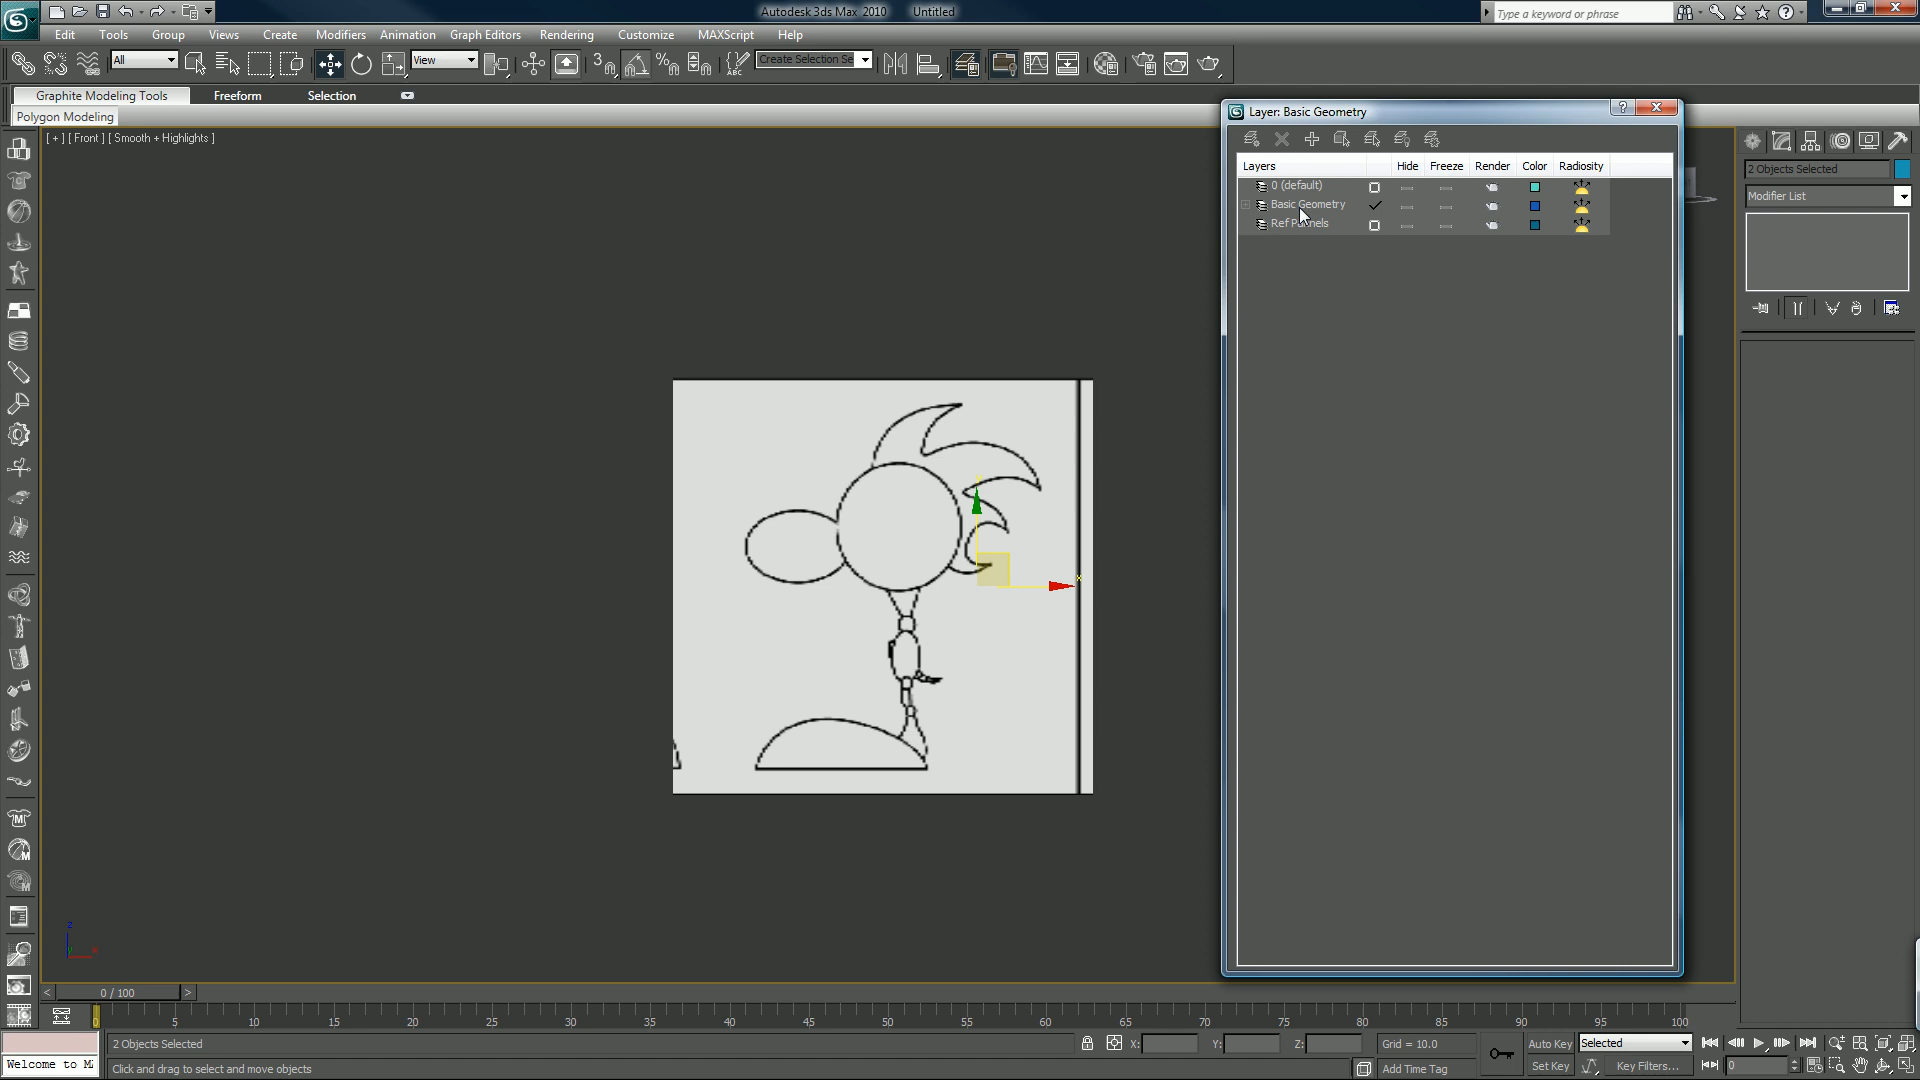 Autodesk 3ds Max 2010 Untitled
Type a keyword or phrase
Edit Tools Group Views Create Modifiers Animation Graph Editors Rendering Customize MAXScript Help
All View 3 % ABC Create Selection Se
Graphite Modeling Tools Freeform Selection
Polygon Modeling
[ + ] [ Front ] [ Smooth + Highlights ]
Layer: Basic Geometry
Layers Hide Freeze Render Color Radiosity
0 (default)
Basic Geometry
2 Objects Selected
Modifier List
0 / 100
5 10 15 20 25 30 35 40 45 50 55 60 65 70 75 80 85 90 95 100
2 Objects Selected X: Y: Z: Grid = 10.0 Auto Key Selected
Welcome to M Click and drag to select and move objects Add Time Tag Set Key Key Filters... 0